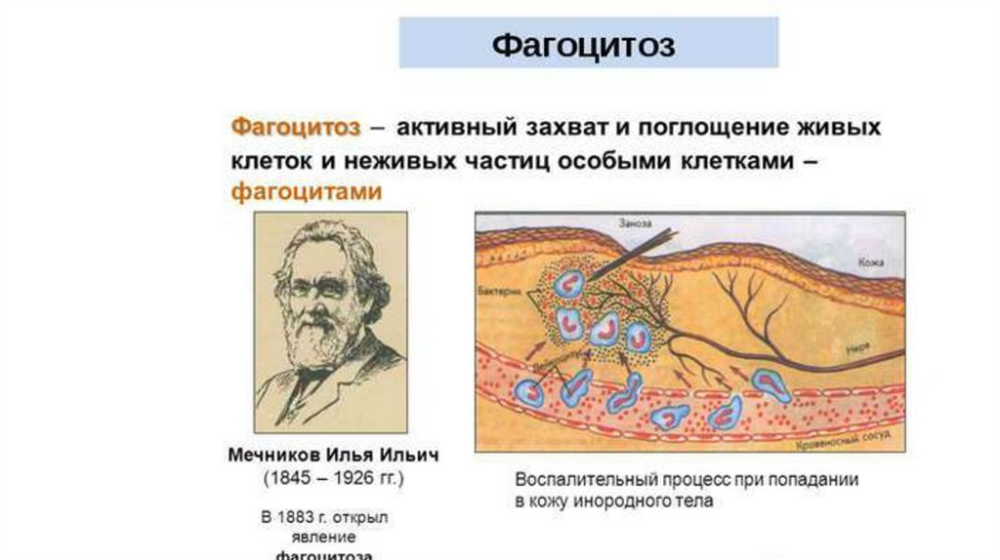 Фагоцитоз
Фагоцитоз – активный захват и поглощение живых
клеток и неживых частиц особыми клетками –
фагоцитами
Заноза
Кожа
Бактерии
Нерв
Лейкоциты
Кровеносный сосуд
Мечников Илья Ильич
(1845 – 1926 гг.)
В 1883 г. открыл
явление
фагоцитоза
Воспалительный процесс при попадании
в кожу инородного тела